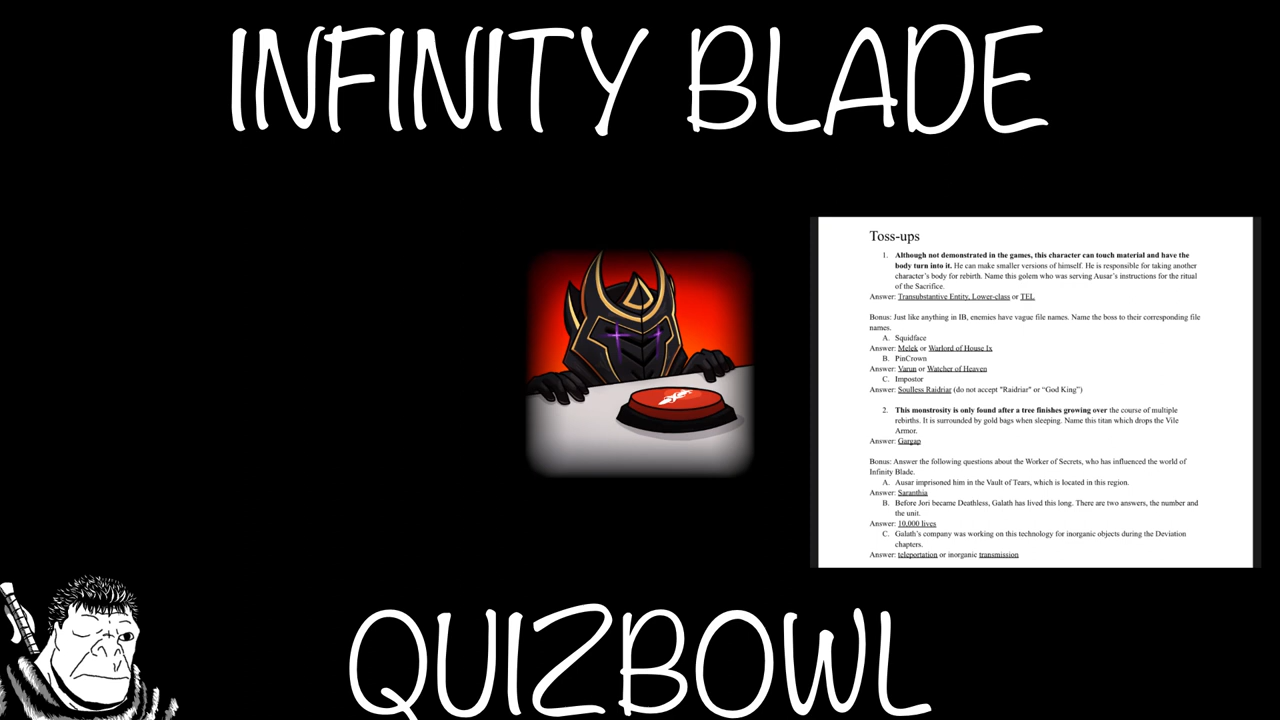 INFINITY BLADE
Toss-ups
1. Although not demonstrated in the games, this character can touch material and have the
body turn into it. He can make smaller versions of himself. He is responsible for taking another
character's body for rebirth. Name this golem who was serving Ausar's instructions for the ritual
of the Sacrifice.
Answer: Transubstantive Entity, Lower-class or TEL
Bonus: Just like anything in IB, enemies have vague file names. Name the boss to their corresponding file
names.
A. Squidface
Answer: Melek or Warlord of House Ix
B. PinCrown
Answer: Varun or Watcher of Heaven
C. Impostor
Answer: Soulless Raidriar (do not accept "Raidriar" or "God King")
2. This monstrosity is only found after a tree finishes growing over the course of multiple
rebirths. It is surrounded by gold bags when sleeping. Name this titan which drops the Vile
Armor.
Answer: Gargap
Bonus: Answer the following questions about the Worker of Secrets, who has influenced the world of
Infinity Blade.
A. Ausar imprisoned him in the Vault of Tears, which is located in this region.
Answer: Saranthia
B. Before Jori became Deathless, Galath has lived this long. There are two answers, the number and
the unit.
Answer: 10,000 lives
C. Galath's company was working on this technology for inorganic objects during the Deviation
chapters.
Answer: teleportation or inorganic transmission
QUIZBOWL